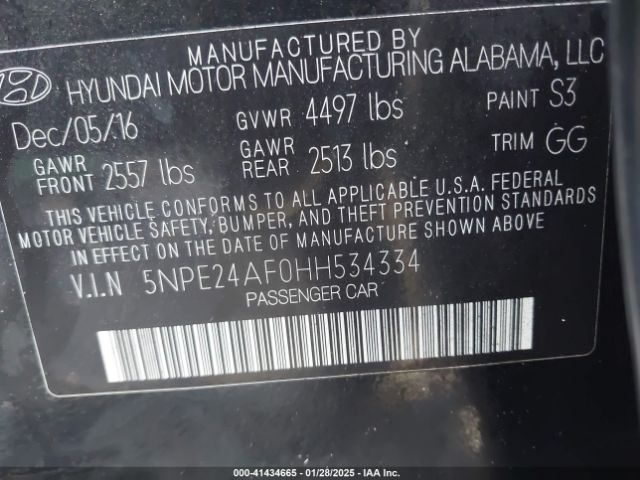 MANUFACTURED BY
HYUNDAI MOTOR MANUFACTURING ALABAMA, LLC
Dec/05/16 GVWR 4497 lbs PAINT S3
GAWR FRONT 2557 lbs GAWR REAR 2513 lbs TRIM GG
THIS VEHICLE CONFORMS TO ALL APPLICABLE U.S.A. FEDERAL
MOTOR VEHICLE SAFETY, BUMPER, AND THEFT PREVENTION STANDARDS
IN EFFECT ON THE DATE OF MANUFACTURE SHOWN ABOVE
V.I.N 5NPE24AF0HH534334
PASSENGER CAR
000-41434665 - 01/28/2025 - IAA Inc.